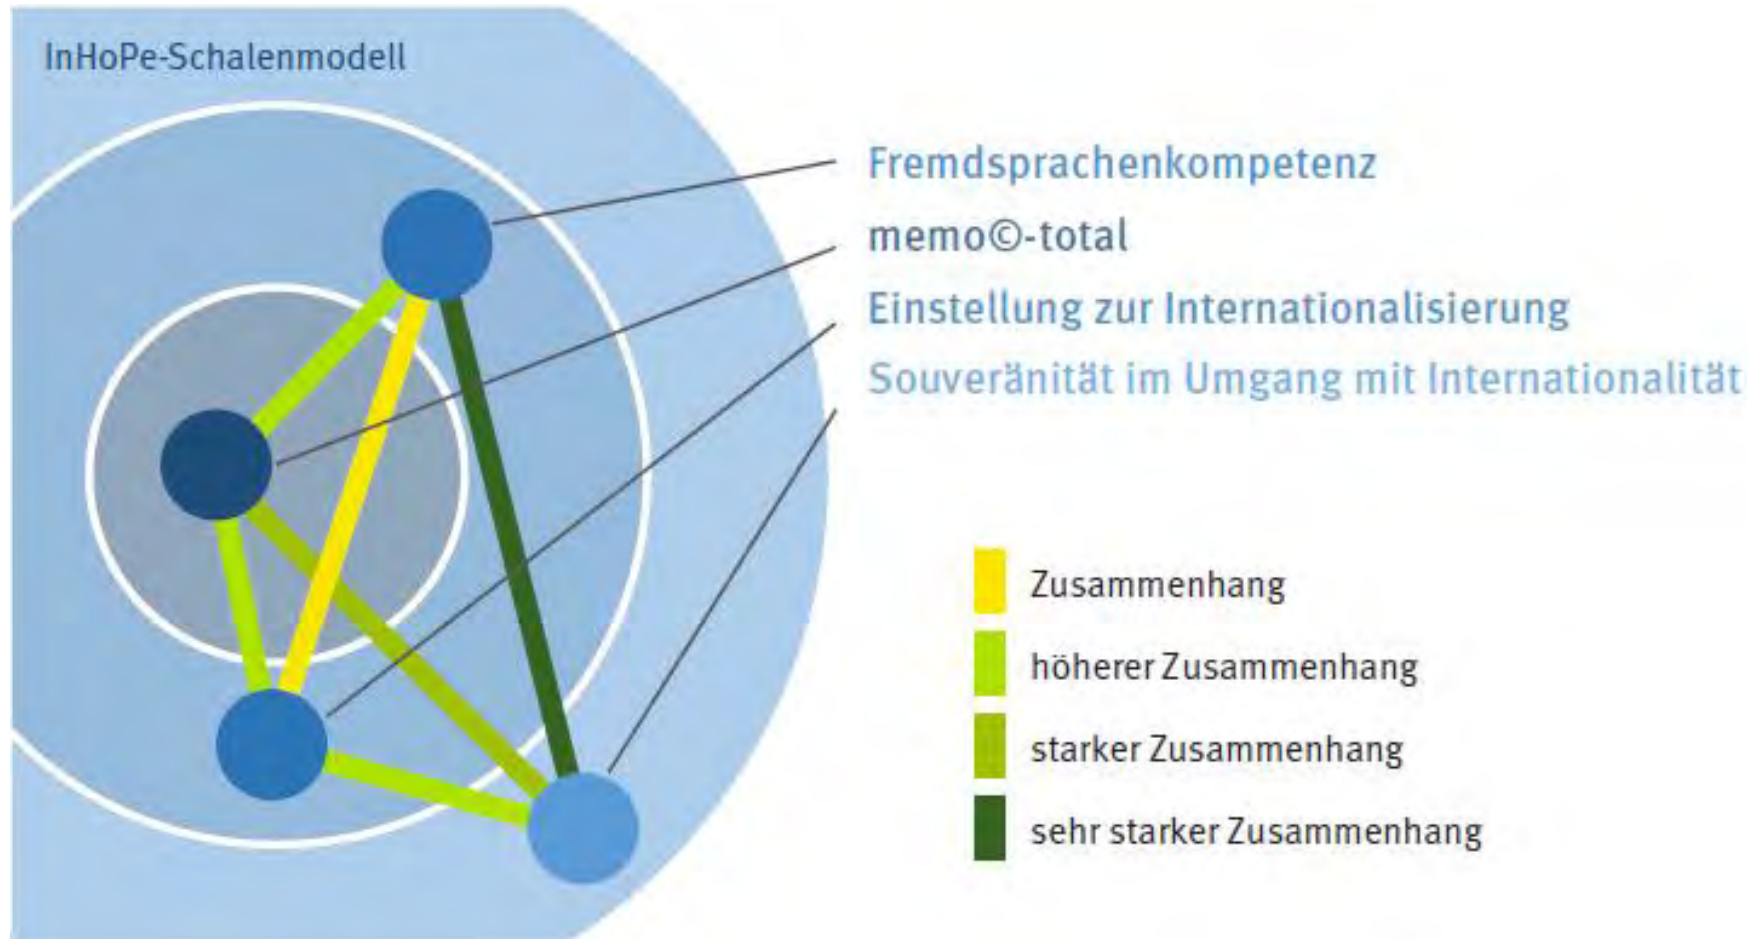 InHoPe-Schalenmodell
Fremdsprachenkompetenz
memo©-total
Einstellung zur Internationalisierung
Souveränität im Umgang mit Internationalität
Zusammenhang
höherer Zusammenhang
starker Zusammenhang
sehr starker Zusammenhang